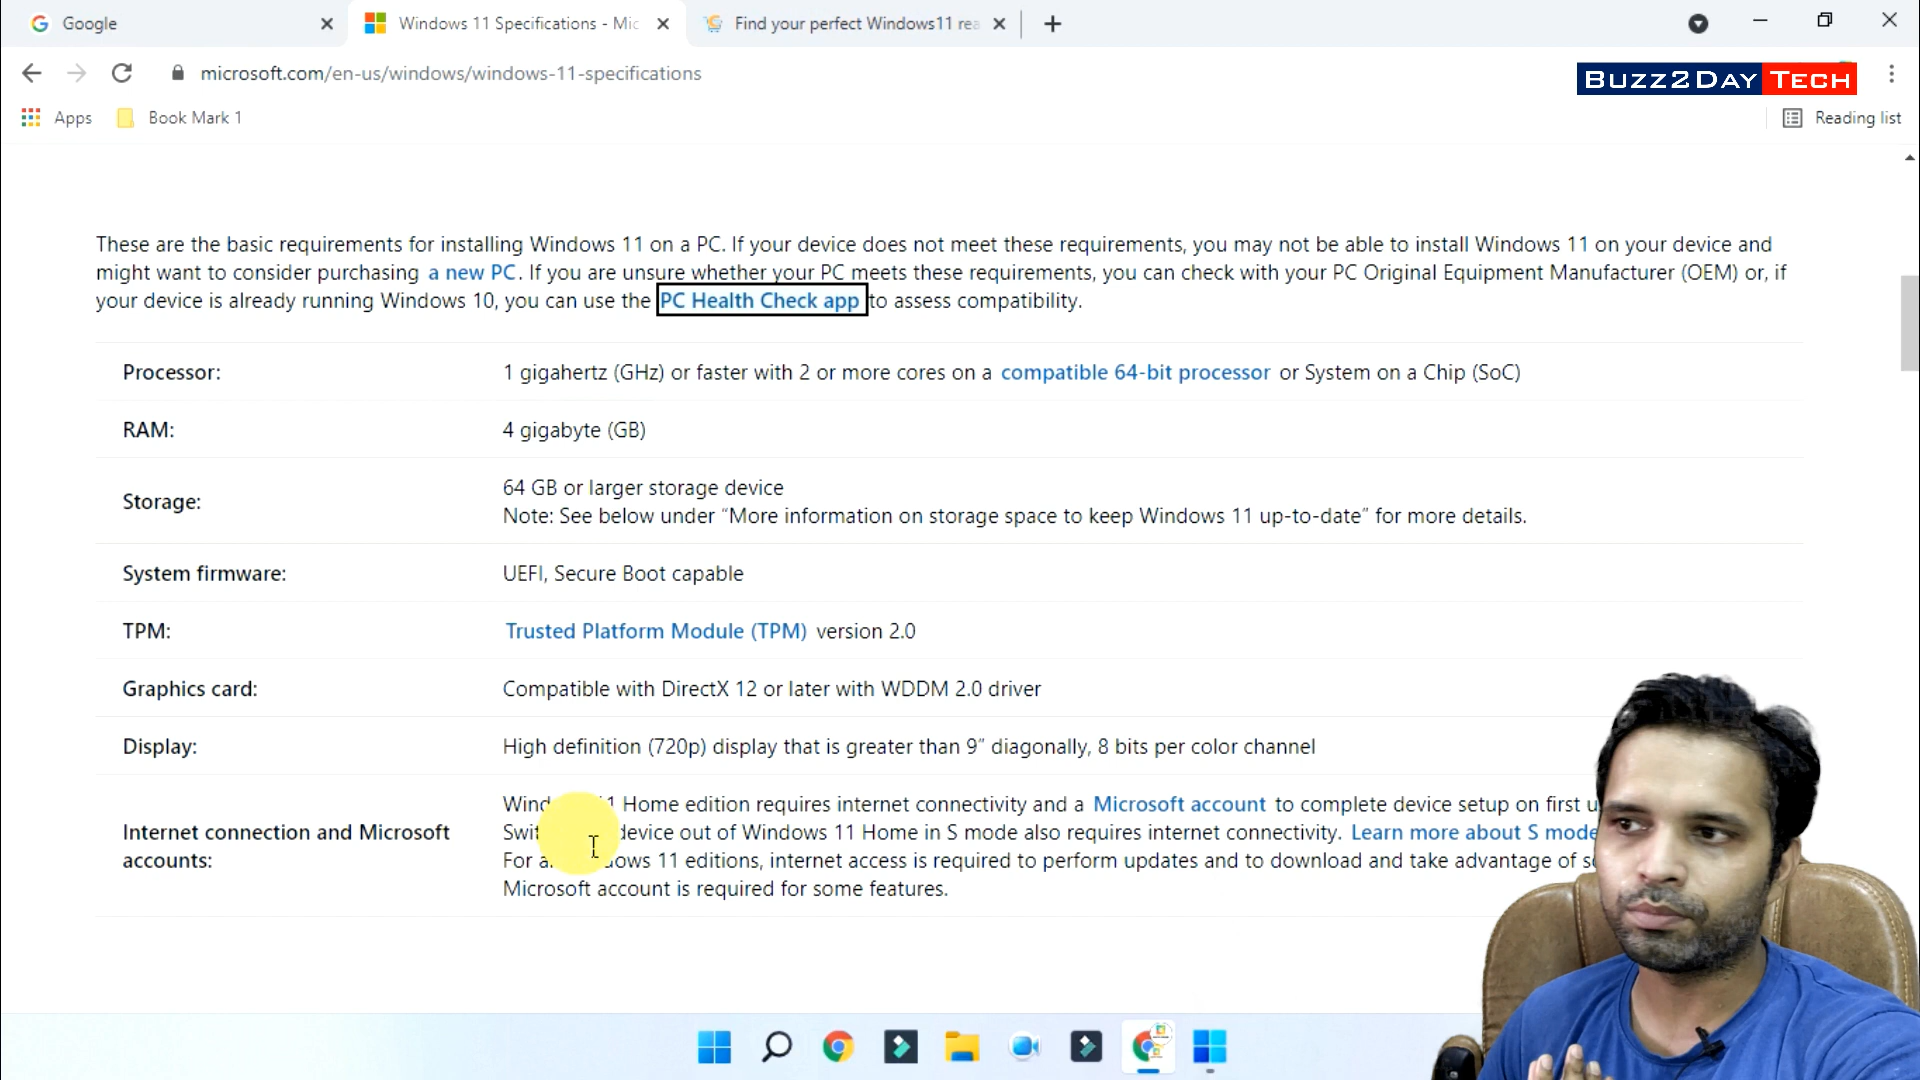 Google
Windows 11 Specifications - Mic
Find your perfect Windows11 rea
microsoft.com/en-us/windows/windows-11-specifications
BUZZ2DAY TECH
Apps
Book Mark 1
Reading list
These are the basic requirements for installing Windows 11 on a PC. If your device does not meet these requirements, you may not be able to install Windows 11 on your device and
might want to consider purchasing a new PC. If you are unsure whether your PC meets these requirements, you can check with your PC Original Equipment Manufacturer (OEM) or, if
your device is already running Windows 10, you can use the PC Health Check app to assess compatibility.
Processor:
1 gigahertz (GHz) or faster with 2 or more cores on a compatible 64-bit processor or System on a Chip (SoC)
RAM:
4 gigabyte (GB)
Storage:
64 GB or larger storage device
Note: See below under “More information on storage space to keep Windows 11 up-to-date” for more details.
System firmware:
UEFI, Secure Boot capable
TPM:
Trusted Platform Module (TPM) version 2.0
Graphics card:
Compatible with DirectX 12 or later with WDDM 2.0 driver
Display:
High definition (720p) display that is greater than 9” diagonally, 8 bits per color channel
Internet connection and Microsoft
accounts:
Home edition requires internet connectivity and a Microsoft account to complete device setup on first
device out of Windows 11 Home in S mode also requires internet connectivity. Learn more about S mode
For 11 editions, internet access is required to perform updates and to download and take advantage of
Microsoft account is required for some features.